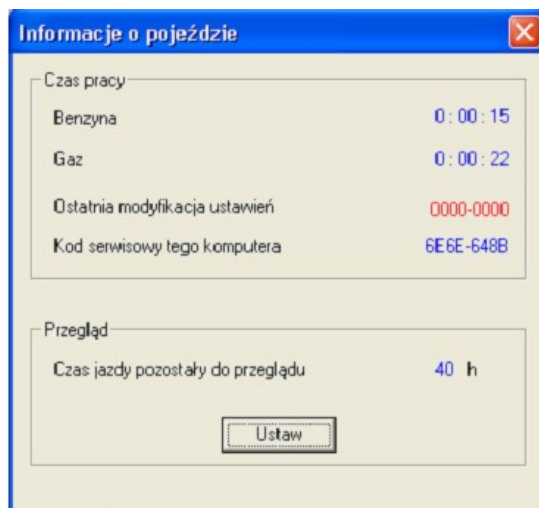 Informacje o pojeździe
Czas pracy
Benzyna 0 : 00 : 15
Gaz 0 : 00 : 22
Ostatnia modyfikacja ustawień 0000-0000
Kod serwisowy tego komputera 6E6E-648B
Przegląd
Czas jazdy pozostały do przeglądu 40 h
Ustaw